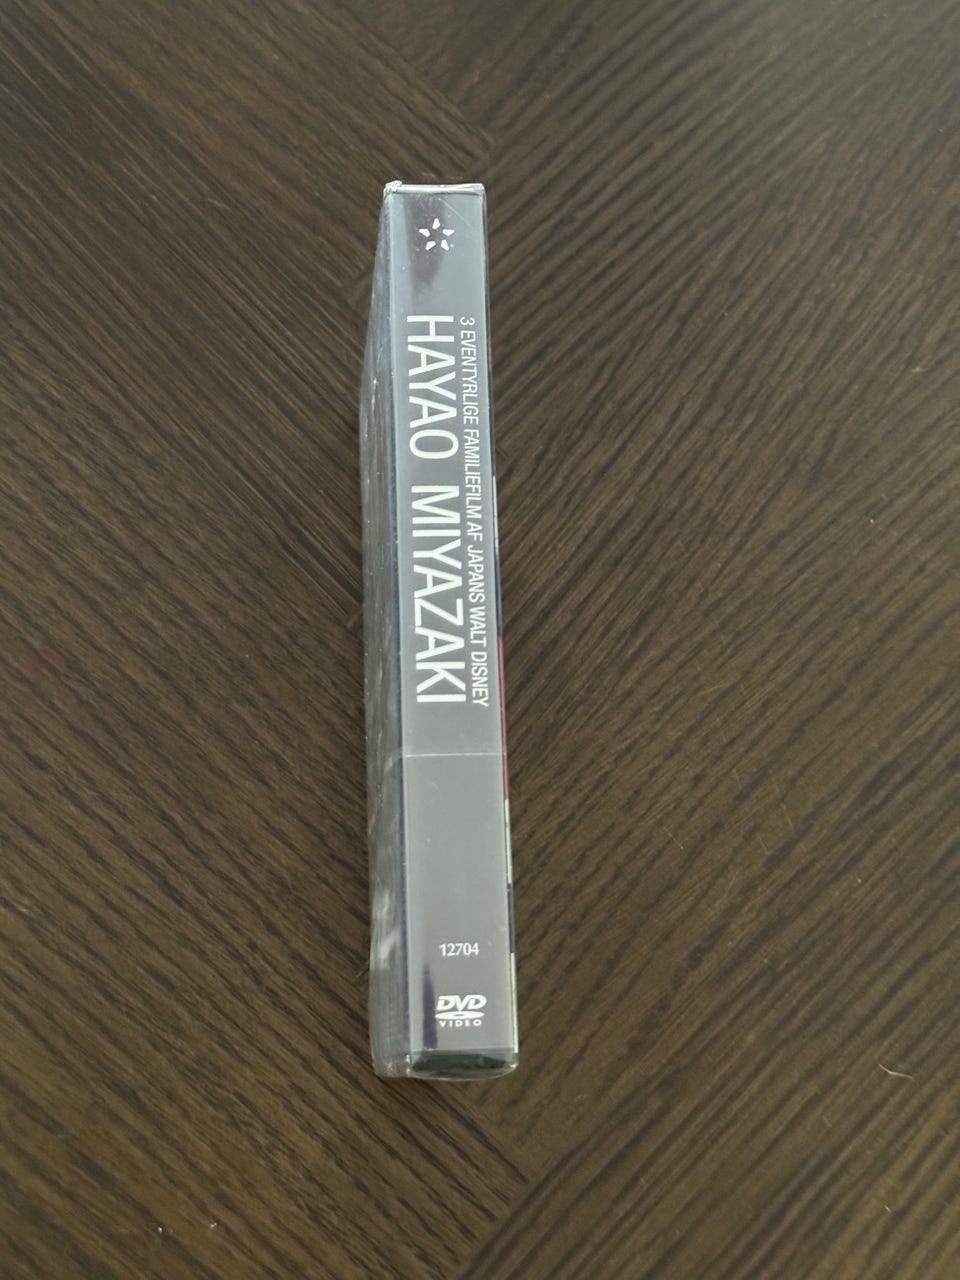 3 EVENTYRLIGE FAMILIEFILM AF JAPANS WALT DISNEY
HAYAO MIYAZAKI
12704
DVD
VIDEO